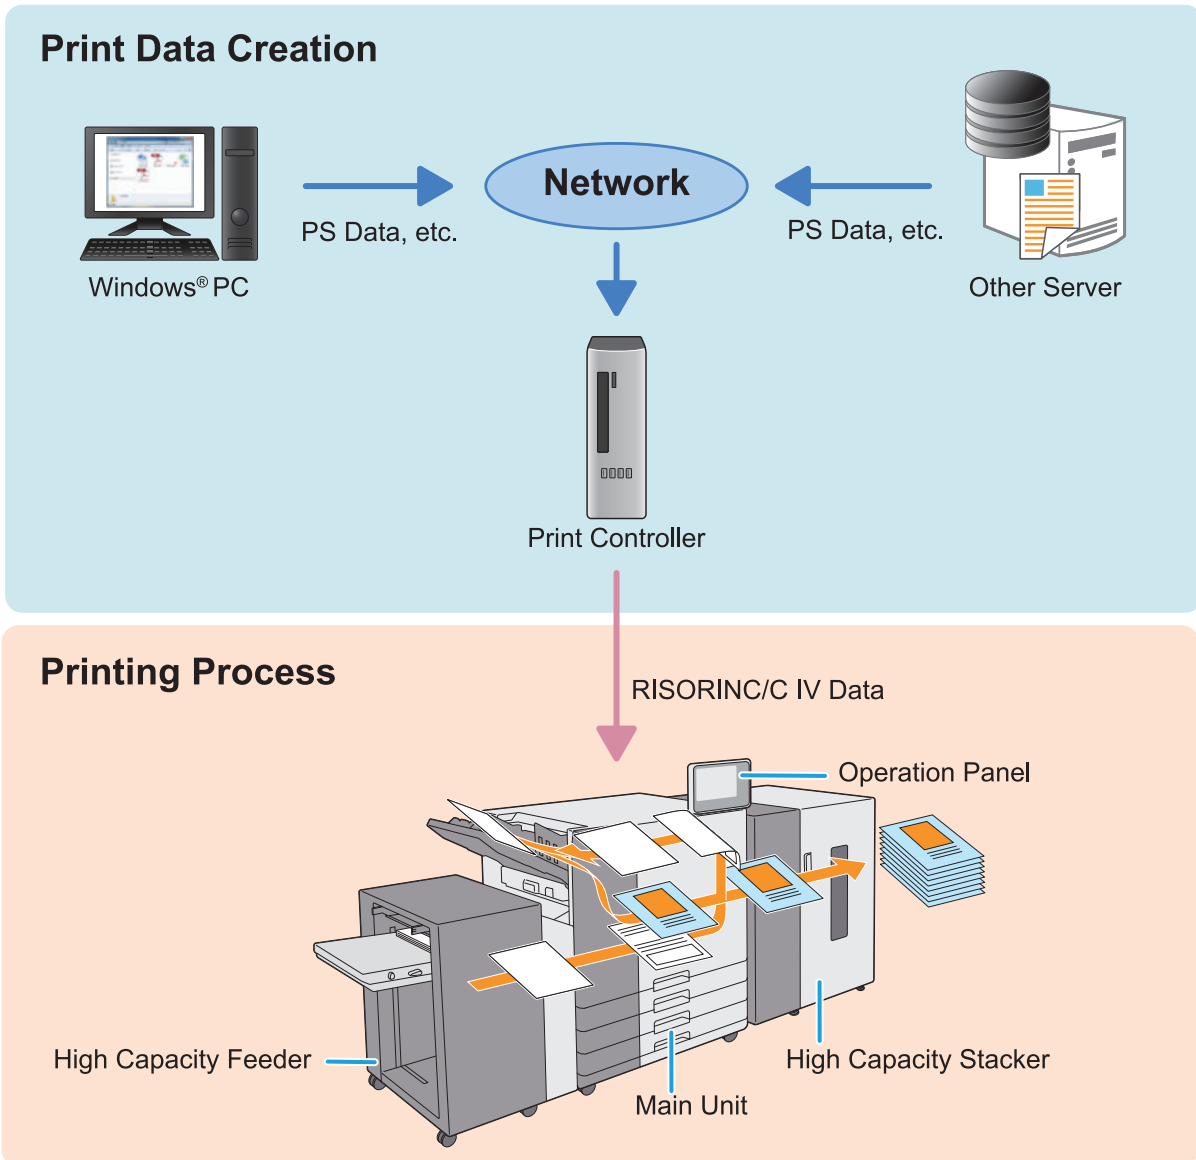 Print Data Creation
Network
PS Data, etc.
PS Data, etc.
Windows® PC
Other Server
Print Controller
Printing Process
RISORINC/C IV Data
Operation Panel
High Capacity Feeder
High Capacity Stacker
Main Unit